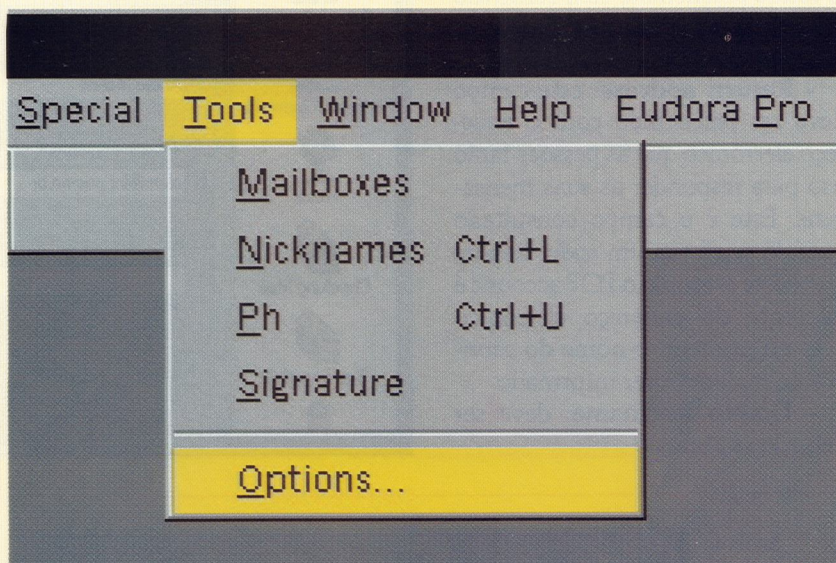 Special Tools Window Help Eudora Pro
Mailboxes
Nicknames Ctrl+L
Ph Ctrl+U
Signature
Options...